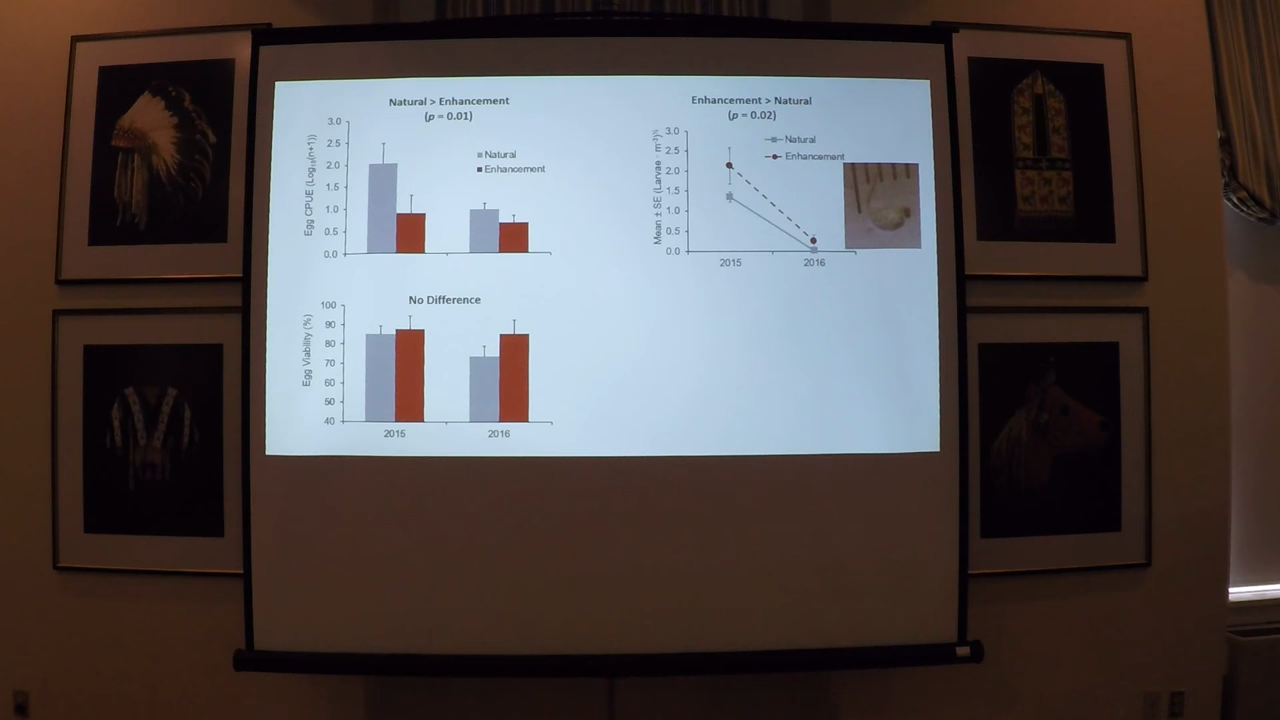 Natural > Enhancement
(p = 0.01)
Egg CPUE (Log₁₀(n+1))
3.0
2.5
2.0
1.5
1.0
0.5
0.0
Natural
Enhancement
No Difference
Egg Viability (%)
100
90
80
70
60
50
40
2015
2016
Enhancement > Natural
(p = 0.02)
3.0
2.5
2.0
1.5
1.0
0.5
0.0
Natural
Enhancement
2015
2016
Mean ± SE (Larvae